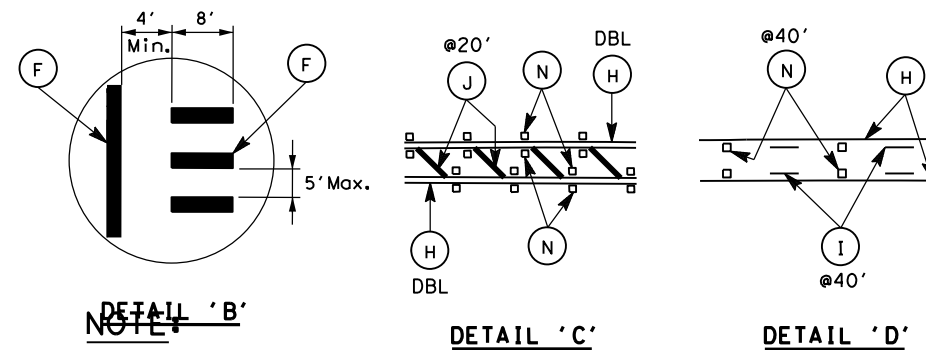 4' 8'
Min.
F F
5'Max.
DETAIL 'B'
NOTE:
@20' DBL
J N H
H N
DBL
DETAIL 'C'
@40'
N H
I
@40'
DETAIL 'D'